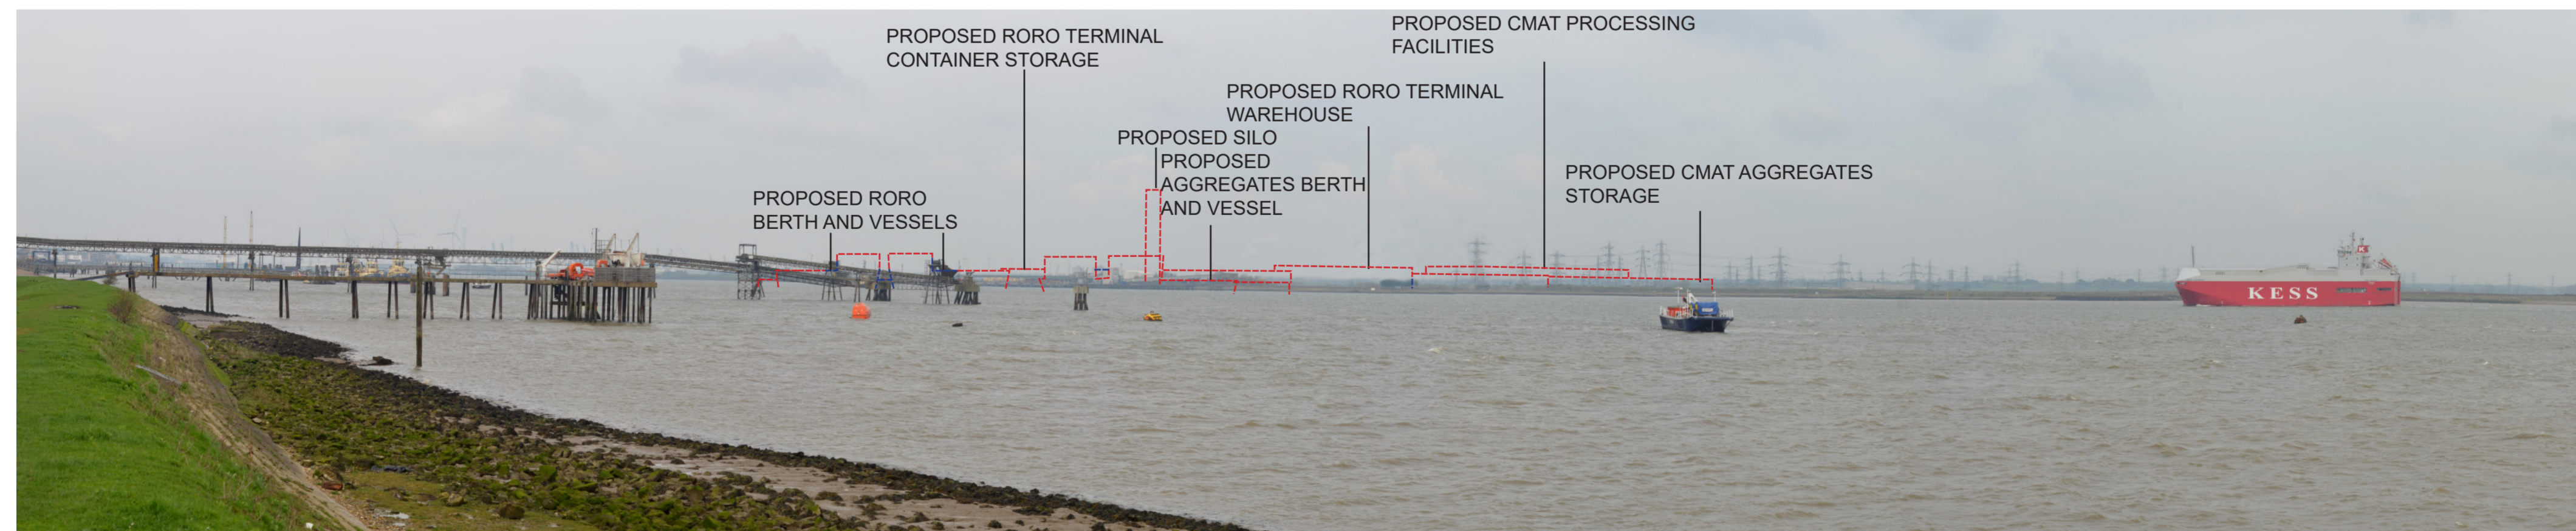 PROPOSED RORO TERMINAL
CONTAINER STORAGE
PROPOSED CMAT PROCESSING
FACILITIES
PROPOSED RORO TERMINAL
WAREHOUSE
PROPOSED SILO
PROPOSED
AGGREGATES BERTH
AND VESSEL
PROPOSED CMAT AGGREGATES
STORAGE
PROPOSED RORO
BERTH AND VESSELS
KESS